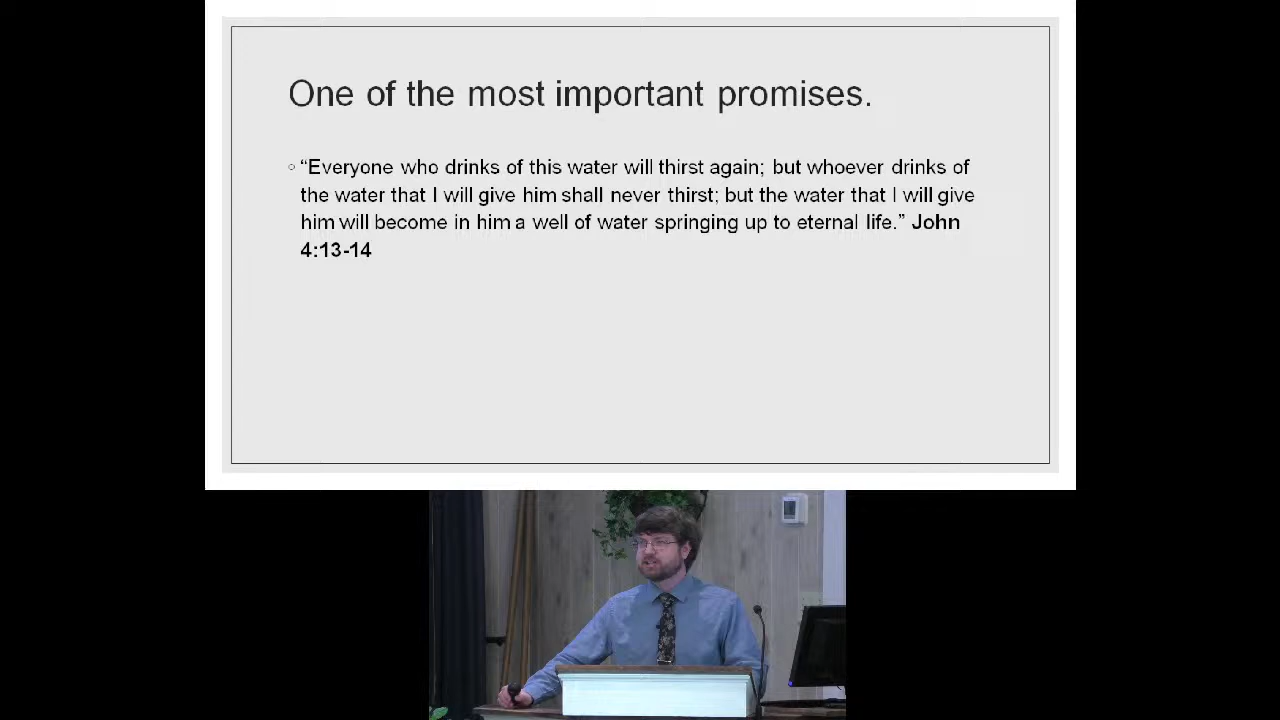 One of the most important promises.
“Everyone who drinks of this water will thirst again; but whoever drinks of
the water that I will give him shall never thirst; but the water that I will give
him will become in him a well of water springing up to eternal life.” John
4:13-14